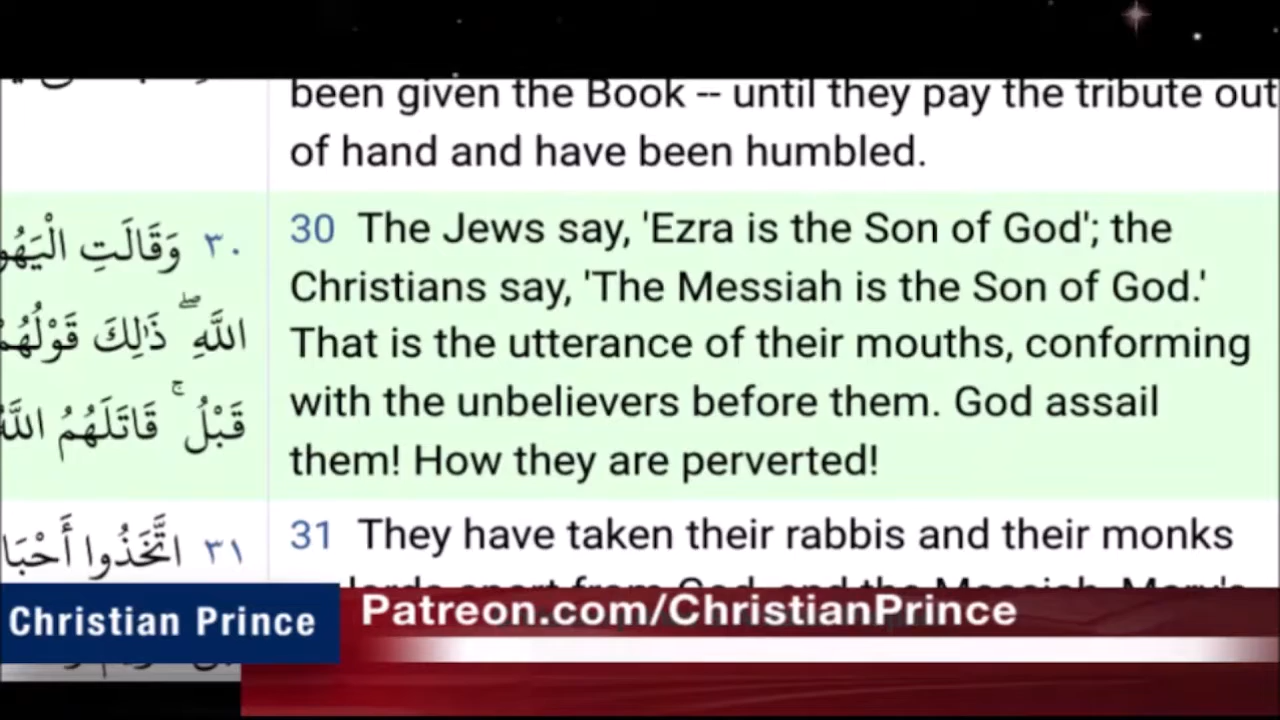 been given the Book -- until they pay the tribute out
of hand and have been humbled.
٣٠ وَقَالَتِ
30 The Jews say, 'Ezra is the Son of God'; the
اللَّهِ ۖ ذَٰلِكَ
Christians say, 'The Messiah is the Son of God.'
That is the utterance of their mouths, conforming
قَبْلُ ۚ قَاتَلَهُمُ
with the unbelievers before them. God assail
them! How they are perverted!
٣١ اتَّخَذُوا
31 They have taken their rabbis and their monks
Christian Prince
Patreon.com/ChristianPrince